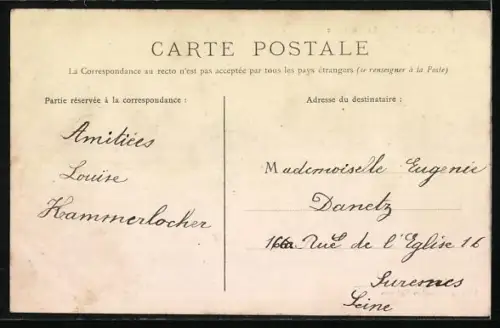 CARTE POSTALE
La Correspondance au recto n'est pas acceptée par tous les pays étrangers (se renseigner à la Poste)
Partie réservée à la correspondance :
Amitiées
Louise
Hammerlocher
Adresse du destinataire :
Mademoiselle Eugenie
Danetz
Rue de l'Eglise 16
Suresnes
Seine